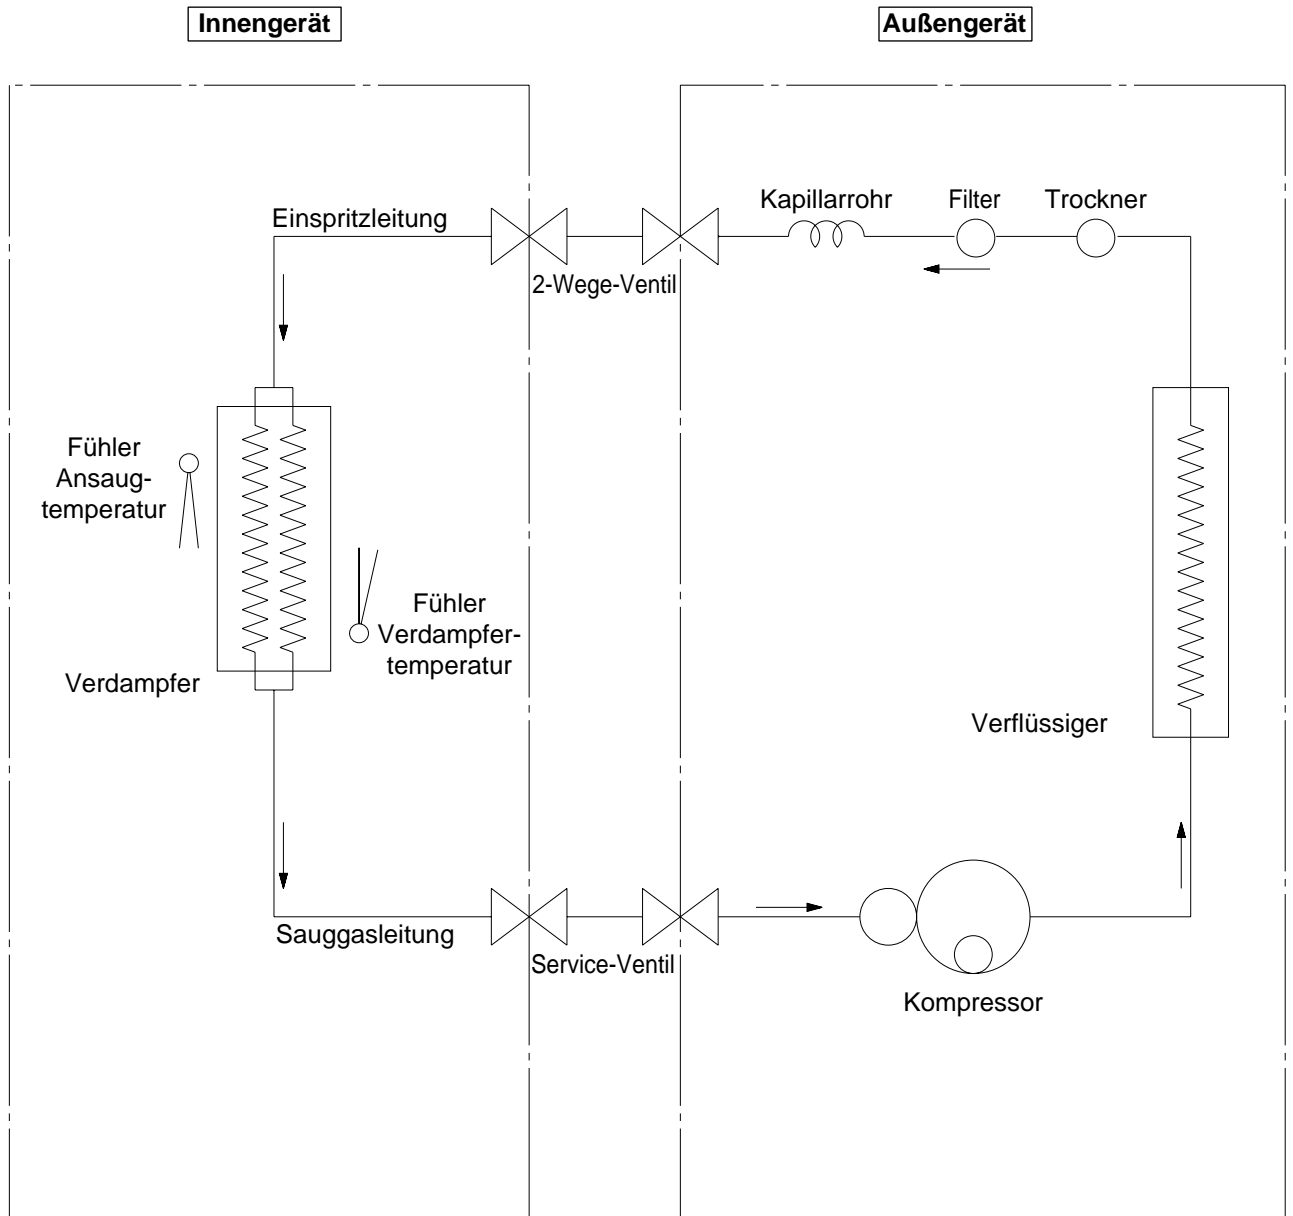 Innengerät
Außengerät
Kapillarrohr
Filter
Trockner
Einspritzleitung
2-Wege-Ventil
Fühler
Ansaug-
temperatur
Fühler
Verdampfer-
temperatur
Verdampfer
Verflüssiger
Sauggasleitung
Service-Ventil
Kompressor